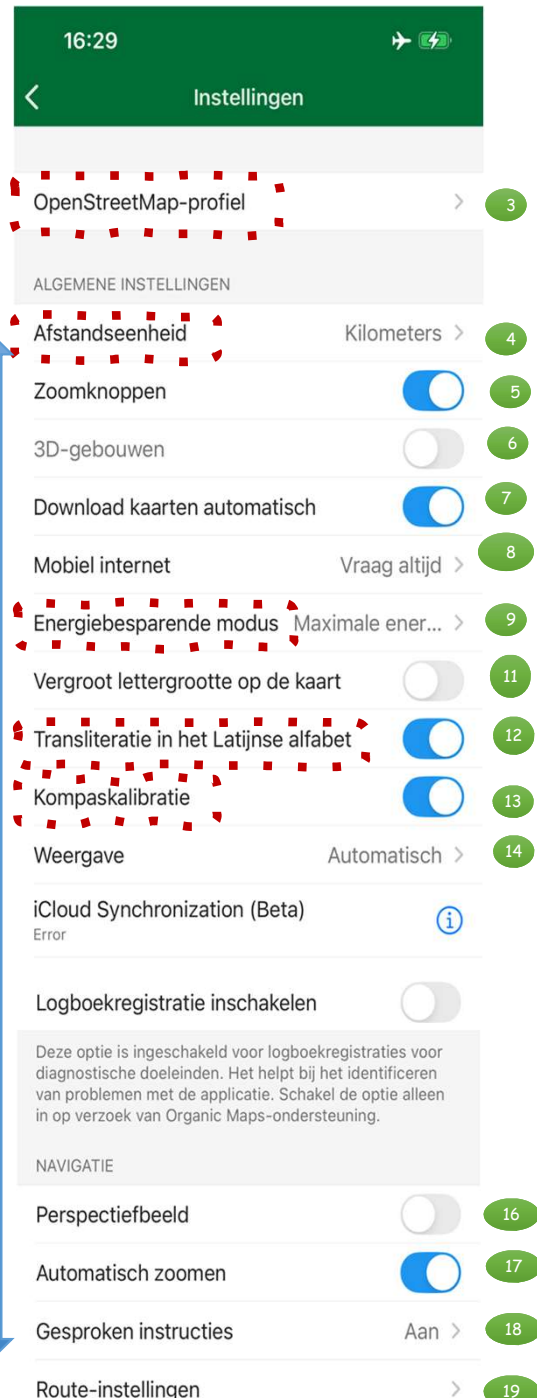 16:29
Instellingen
OpenStreetMap-profiel
3
ALGEMENE INSTELLINGEN
Afstandseenheid Kilometers
4
Zoomknoppen
5
3D-gebouwen
6
Download kaarten automatisch
7
Mobiel internet Vraag altijd
8
Energiebesparende modus Maximale ener...
9
Vergroot lettergrootte op de kaart
11
Transliteratie in het Latijnse alfabet
12
Kompaskalibratie
13
Weergave Automatisch
14
iCloud Synchronization (Beta)
Error
Logboekregistratie inschakelen
Deze optie is ingeschakeld voor logboekregistraties voor
diagnostische doeleinden. Het helpt bij het identificeren
van problemen met de applicatie. Schakel de optie alleen
in op verzoek van Organic Maps-ondersteuning.
NAVIGATIE
Perspectiefbeeld
16
Automatisch zoomen
17
Gesproken instructies Aan
18
Route-instellingen
19